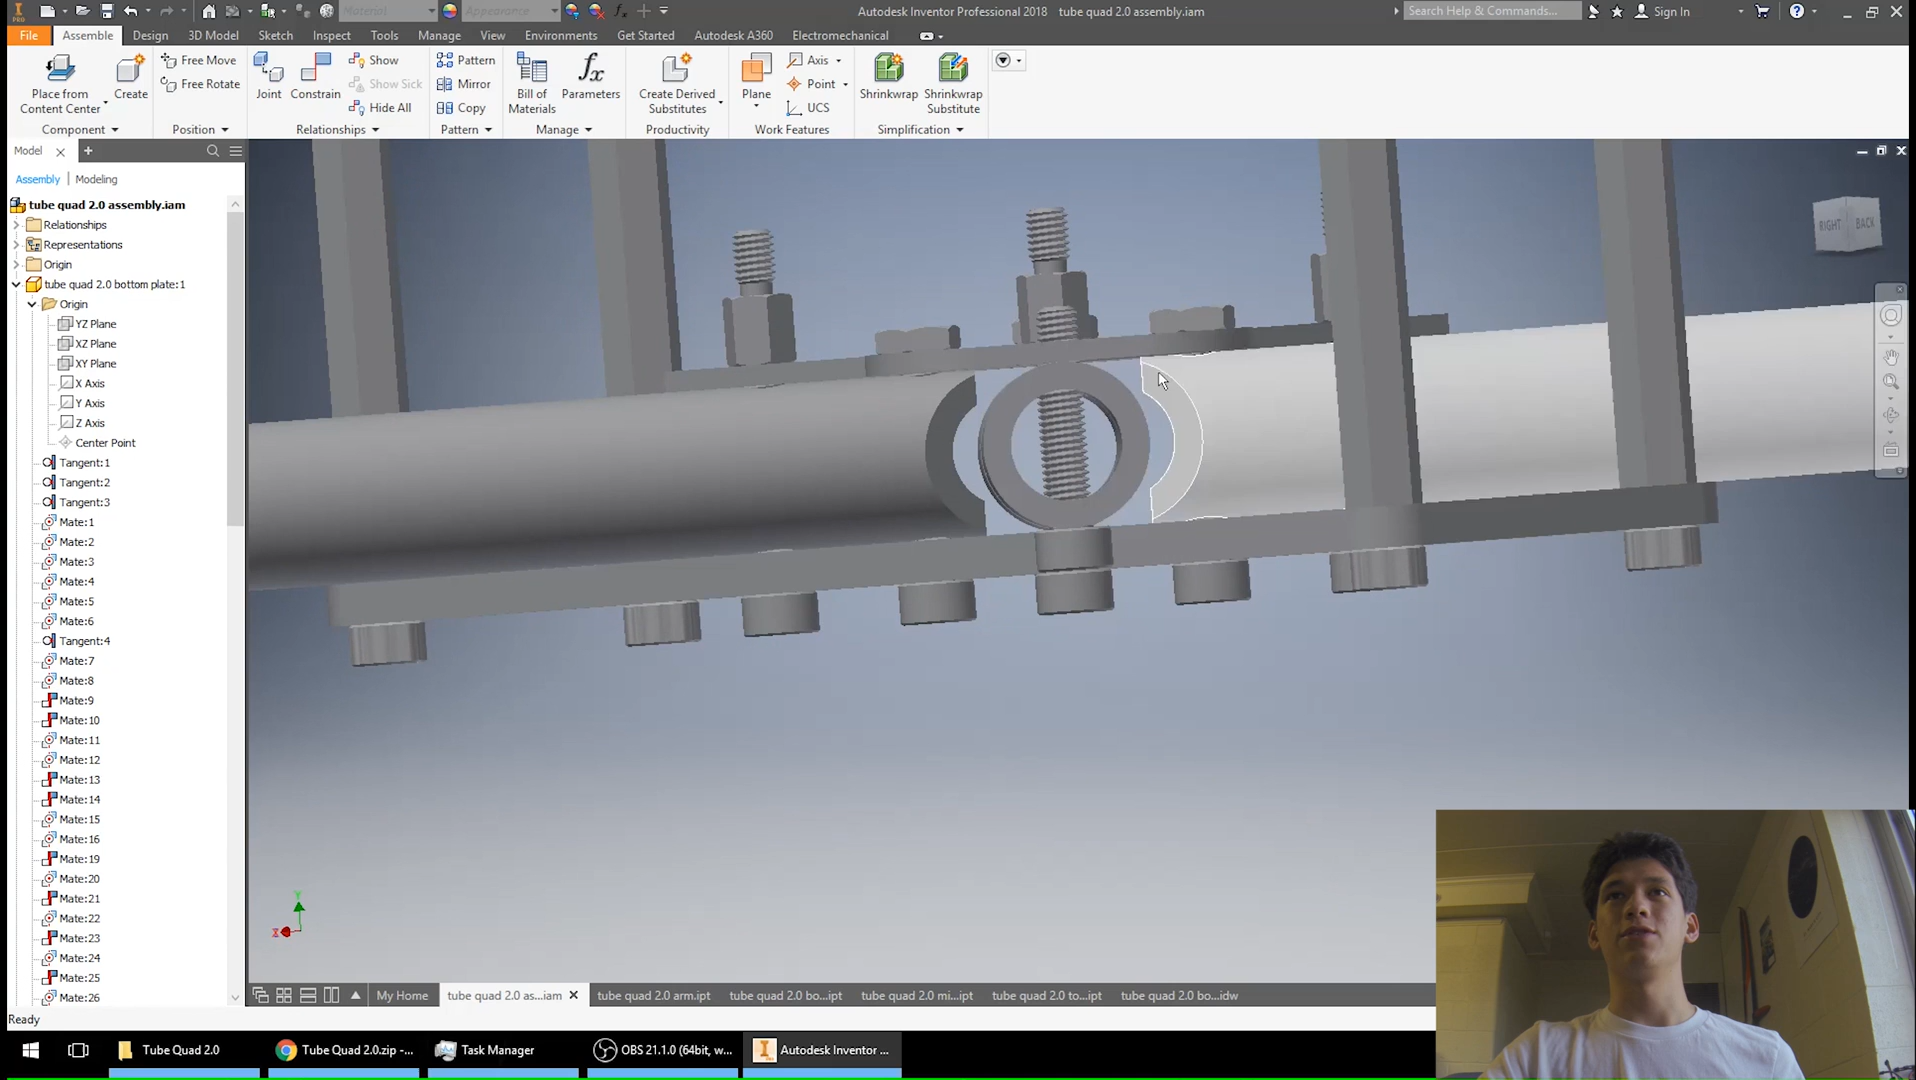 Material
Appearance
Autodesk Inventor Professional 2018 tube quad 2.0 assembly.iam
Search Help & Commands...
Sign In
File
Assemble
Design
3D Model
Sketch
Inspect
Tools
Manage
View
Environments
Get Started
Autodesk A360
Electromechanical
Place from Content Center
Create
Free Move
Free Rotate
Joint
Constrain
Show
Show Sick
Hide All
Pattern
Mirror
Copy
Bill of Materials
Parameters
Create Derived Substitutes
Plane
Axis
Point
UCS
Shrinkwrap
Shrinkwrap Substitute
Component
Position
Relationships
Pattern
Manage
Productivity
Work Features
Simplification
Model
Assembly
Modeling
tube quad 2.0 assembly.iam
Relationships
Representations
Origin
tube quad 2.0 bottom plate:1
Origin
YZ Plane
XZ Plane
XY Plane
X Axis
Y Axis
Z Axis
Center Point
Tangent:1
Tangent:2
Tangent:3
Mate:1
Mate:2
Mate:3
Mate:4
Mate:5
Mate:6
Tangent:4
Mate:7
Mate:8
Mate:9
Mate:10
Mate:11
Mate:12
Mate:13
Mate:14
Mate:15
Mate:16
Mate:19
Mate:20
Mate:21
Mate:22
Mate:23
Mate:24
Mate:25
Mate:26
RIGHT
BACK
My Home
tube quad 2.0 as...iam
tube quad 2.0 arm.ipt
tube quad 2.0 bo...ipt
tube quad 2.0 mi...ipt
tube quad 2.0 to...ipt
tube quad 2.0 bo...idw
Ready
Tube Quad 2.0
Tube Quad 2.0.zip -...
Task Manager
OBS 21.1.0 (64bit, w...
Autodesk Inventor ...